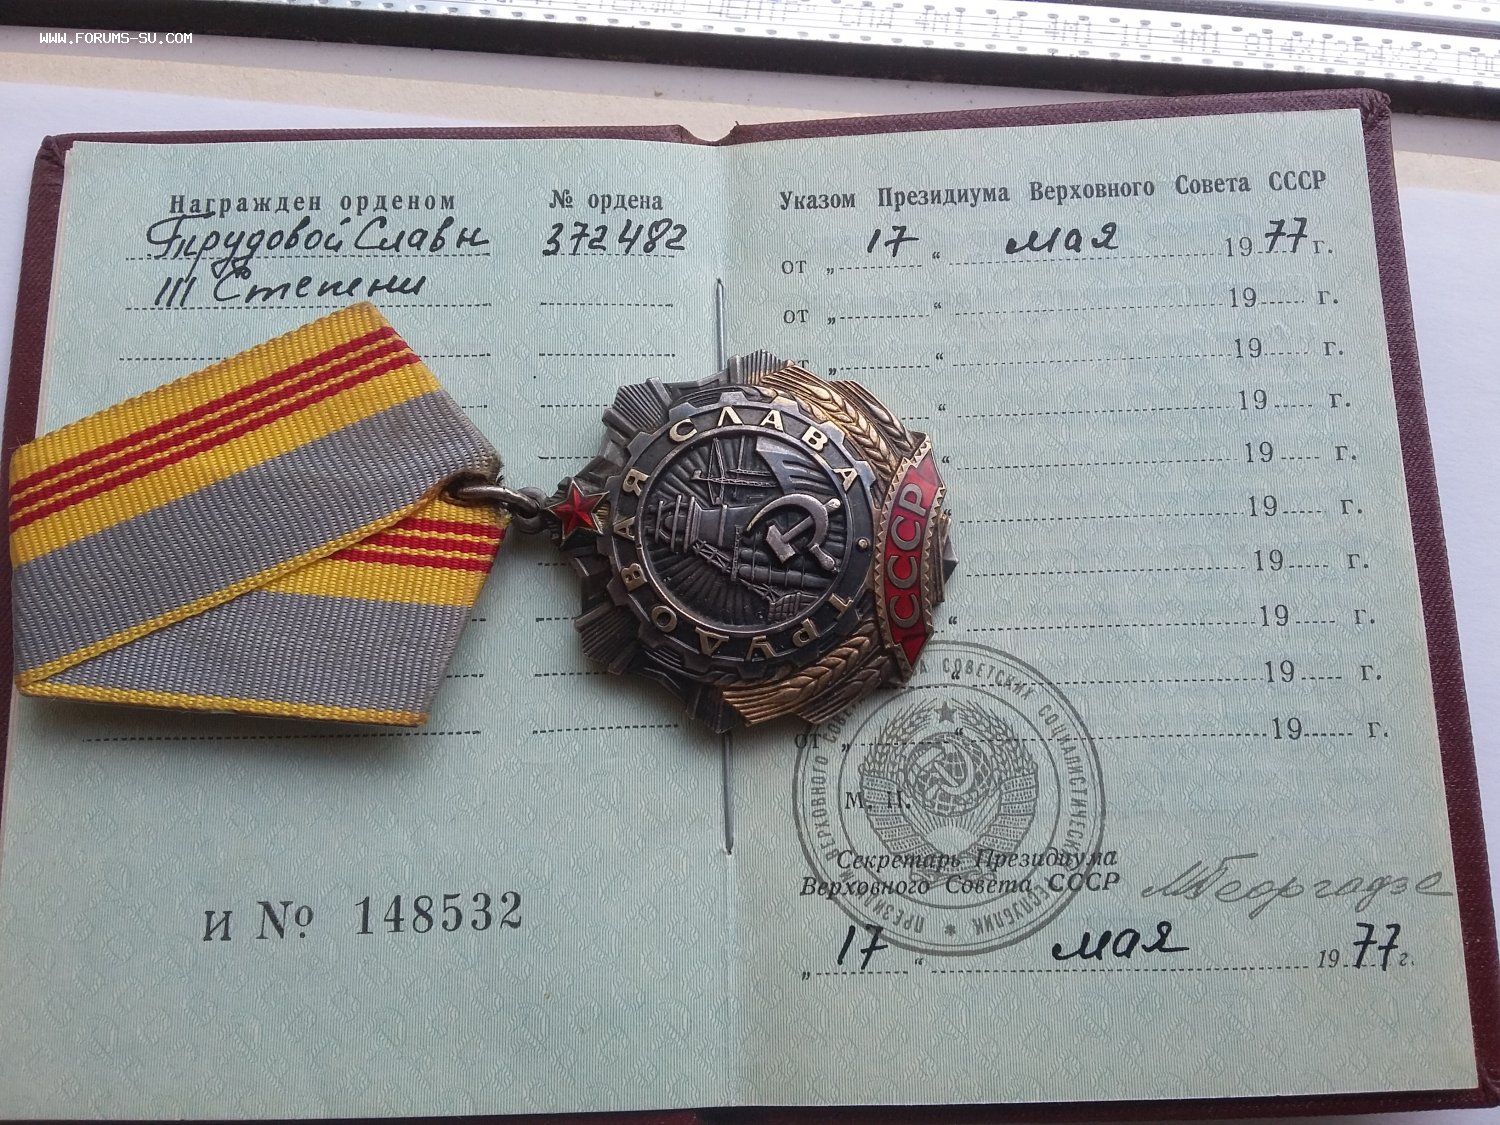 WWW.FORUMS-SU.COM
Награжден орденом
Трудовой Славы
III Степени
№ ордена
372482
И № 148532
Указом Президиума Верховного Совета СССР
от „ 17 “ мая 1977 г.
от „ “ 19 г.
от „ “ 19 г.
“ 19 г.
“ 19 г.
19 г.
19 г.
“ 19 г.
“ 19 г.
от „ “ 19 г.
М. П.
Секретарь Президиума
Верховного Совета СССР
МГеоргадзе
„ 17 “ мая 1977 г.
ТРУДОВАЯ СЛАВА
СССР